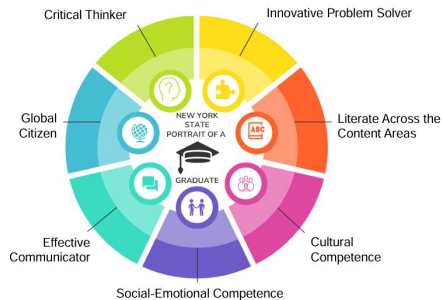 Critical Thinker
Innovative Problem Solver
Global
Citizen
NEW YORK
STATE
PORTRAIT OF A
GRADUATE
ABC
Literate Across the
Content Areas
Effective
Communicator
Cultural
Competence
Social-Emotional Competence